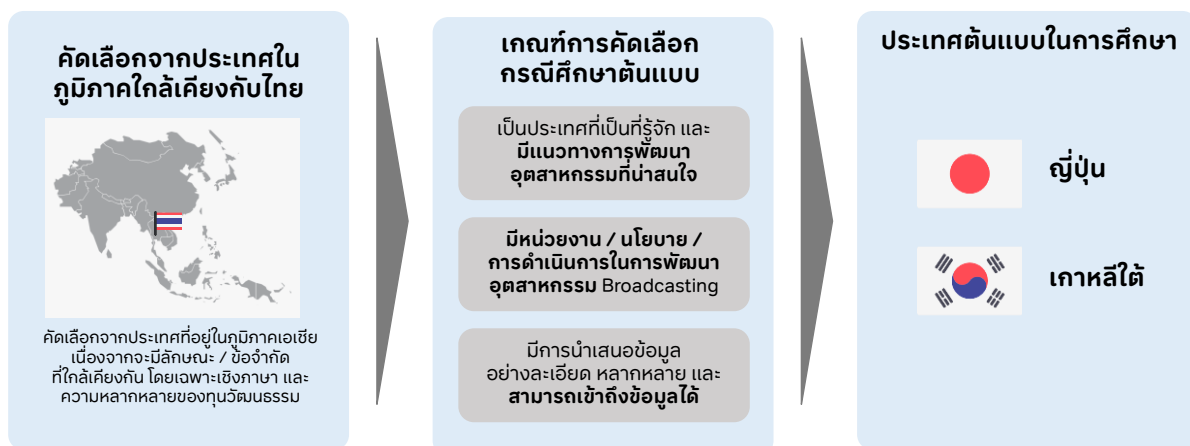 คัดเลือกจากประเทศใน
ภูมิภาคใกล้เคียงกับไทย
คัดเลือกจากประเทศที่อยู่ในภูมิภาคเอเชีย
เนื่องจากจะมีลักษณะ / ข้อจำกัด
ที่ใกล้เคียงกัน โดยเฉพาะเชิงภาษา และ
ความหลากหลายของทุนวัฒนธรรม
เกณฑ์การคัดเลือก
กรณีศึกษาต้นแบบ
เป็นประเทศที่เป็นที่รู้จัก และ
มีแนวทางการพัฒนา
อุตสาหกรรมที่น่าสนใจ
มีหน่วยงาน / นโยบาย /
การดำเนินการในการพัฒนา
อุตสาหกรรม Broadcasting
มีการนำเสนอข้อมูล
อย่างละเอียด หลากหลาย และ
สามารถเข้าถึงข้อมูลได้
ประเทศต้นแบบในการศึกษา
ญี่ปุ่น
เกาหลีใต้